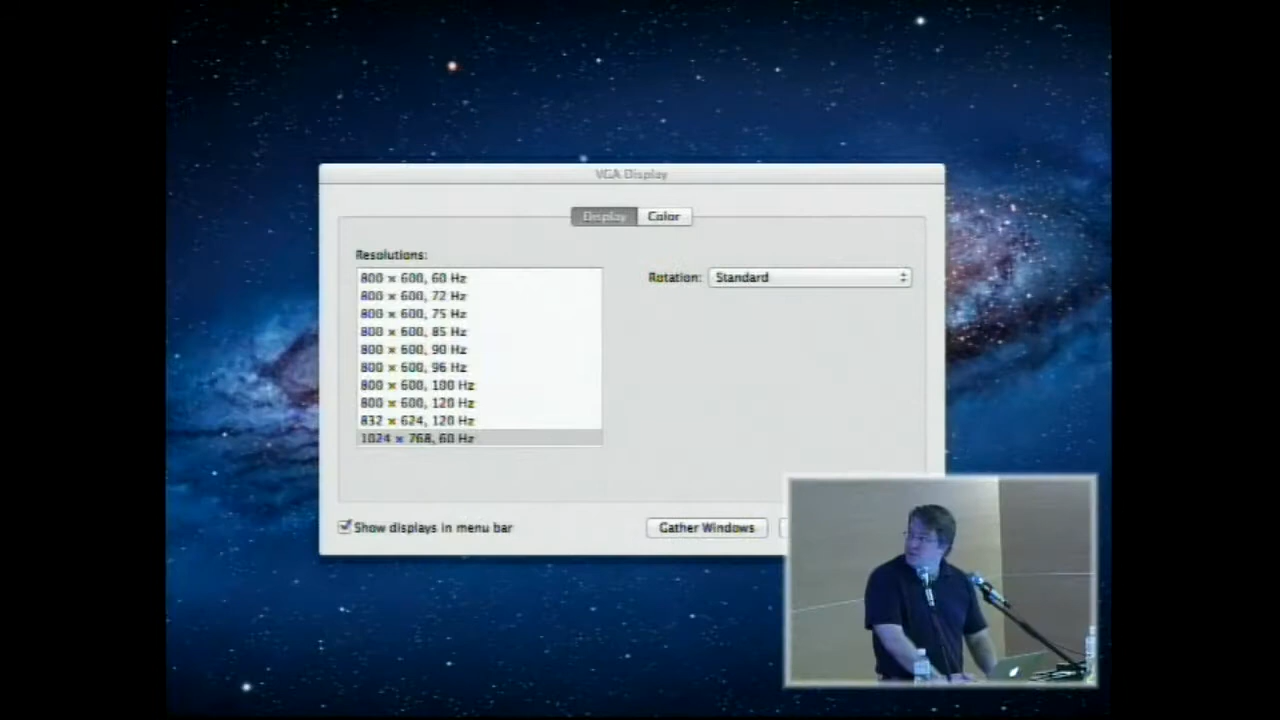 VGA Display
Display
Color
Resolutions:
800 × 600, 60 Hz
800 × 600, 72 Hz
800 × 600, 75 Hz
800 × 600, 85 Hz
800 × 600, 90 Hz
800 × 600, 96 Hz
800 × 600, 100 Hz
800 × 600, 120 Hz
832 × 624, 120 Hz
1024 × 768, 60 Hz
Rotation: Standard
Show displays in menu bar
Gather Windows